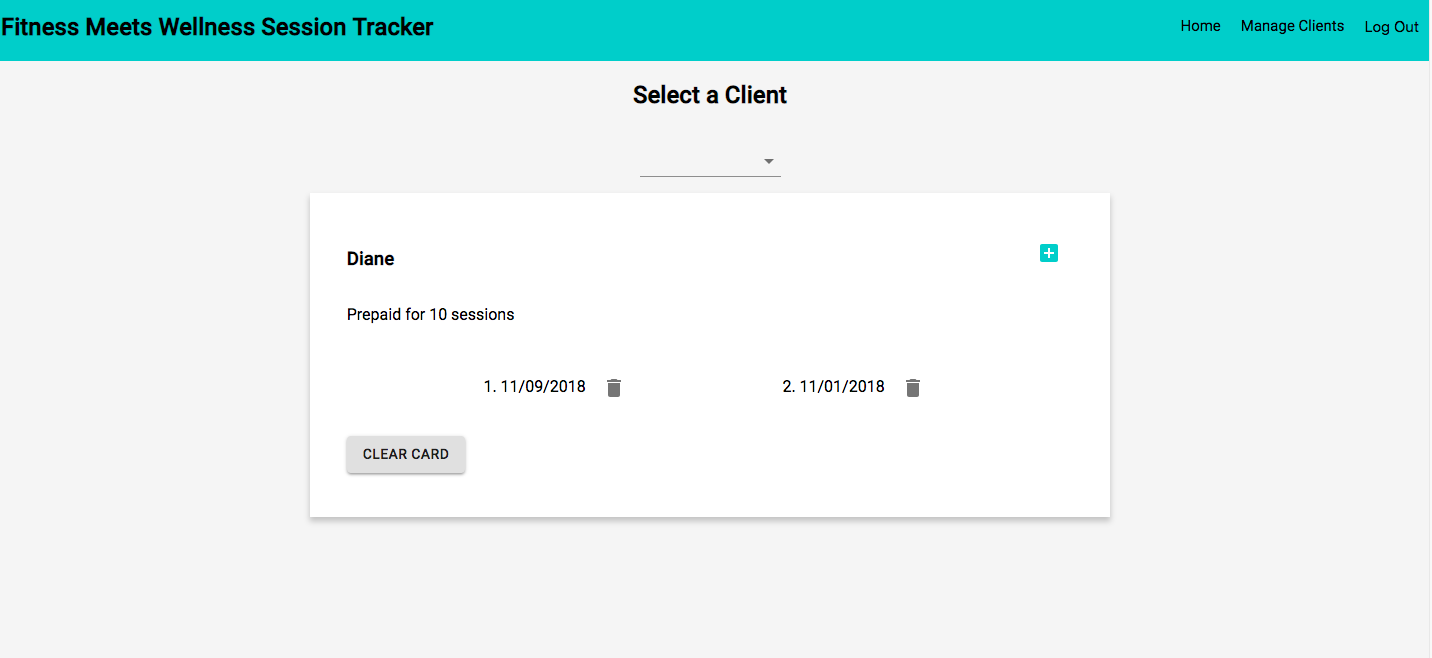 Fitness Meets Wellness Session Tracker
Home
Manage Clients
Log Out
Select a Client
Diane
Prepaid for 10 sessions
1. 11/09/2018
2. 11/01/2018
CLEAR CARD